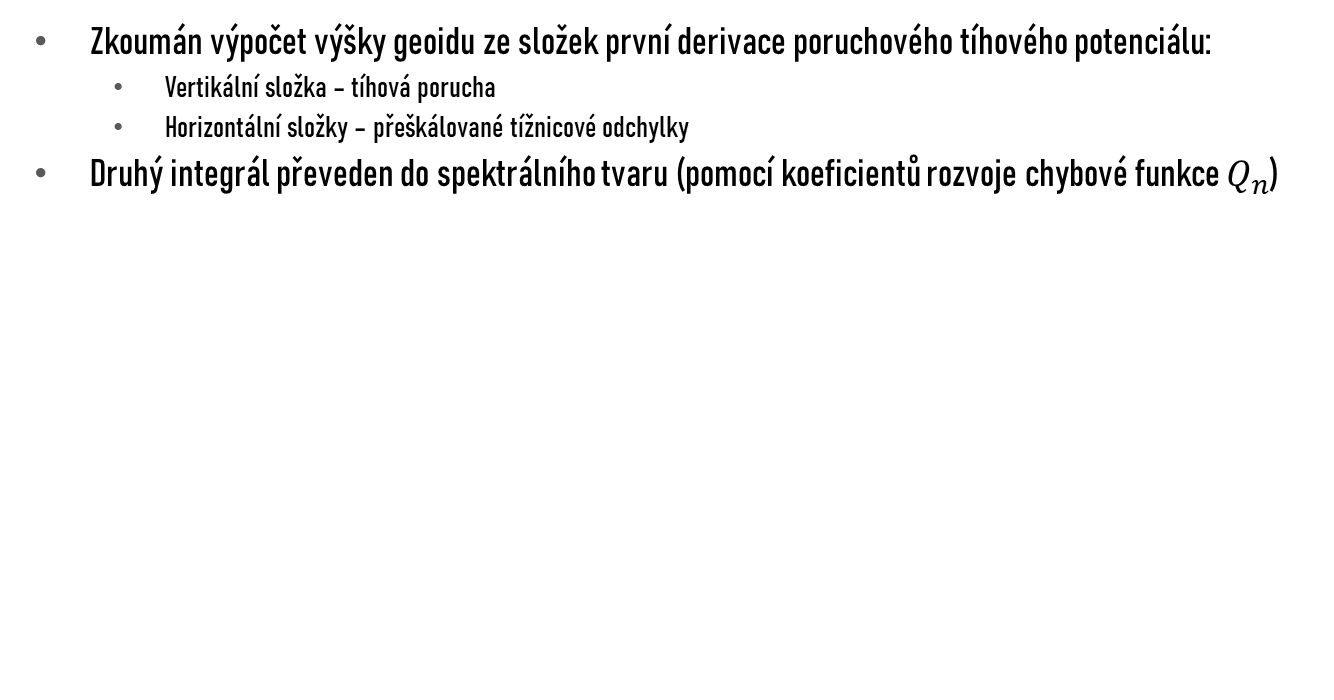 • Zkoumán výpočet výšky geoidu ze složek první derivace poruchového tíhového potenciálu:
• Vertikální složka – tíhová porucha
• Horizontální složky – přeškálované tížnicové odchylky
• Druhý integrál převeden do spektrálního tvaru (pomocí koeficientů rozvoje chybové funkce Qₙ)